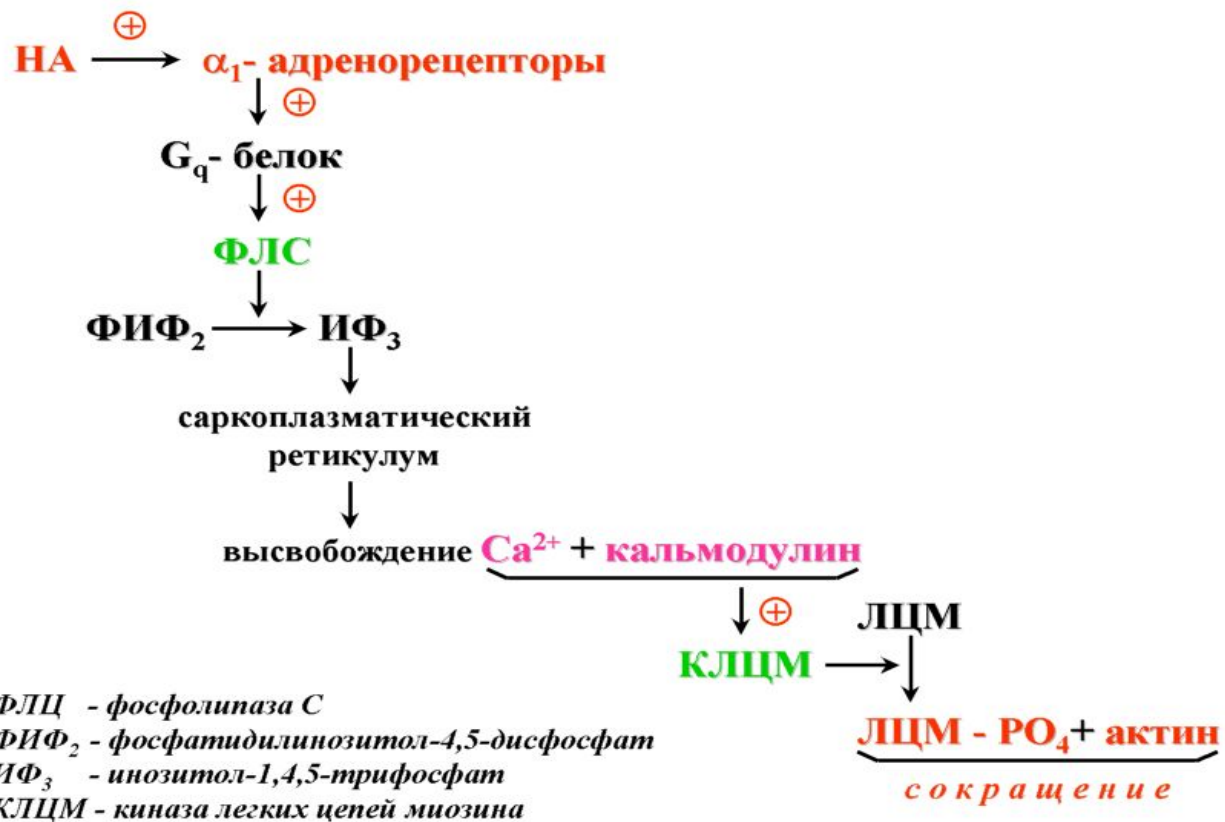 НА ⊕ α₁- адренорецепторы
⊕
Gq- белок
⊕
ФЛС
ФИФ₂ ИФ₃
саркоплазматический
ретикулум
высвобождение Ca²⁺ + кальмодулин
⊕
ЛЦМ
КЛЦМ
ЛЦМ - PO₄+ актин
сокращение
ФЛЦ - фосфолипаза С
ФИФ₂ - фосфатидилинозитол-4,5-дисфосфат
ИФ₃ - инозитол-1,4,5-трифосфат
КЛЦМ - киназа легких цепей миозина